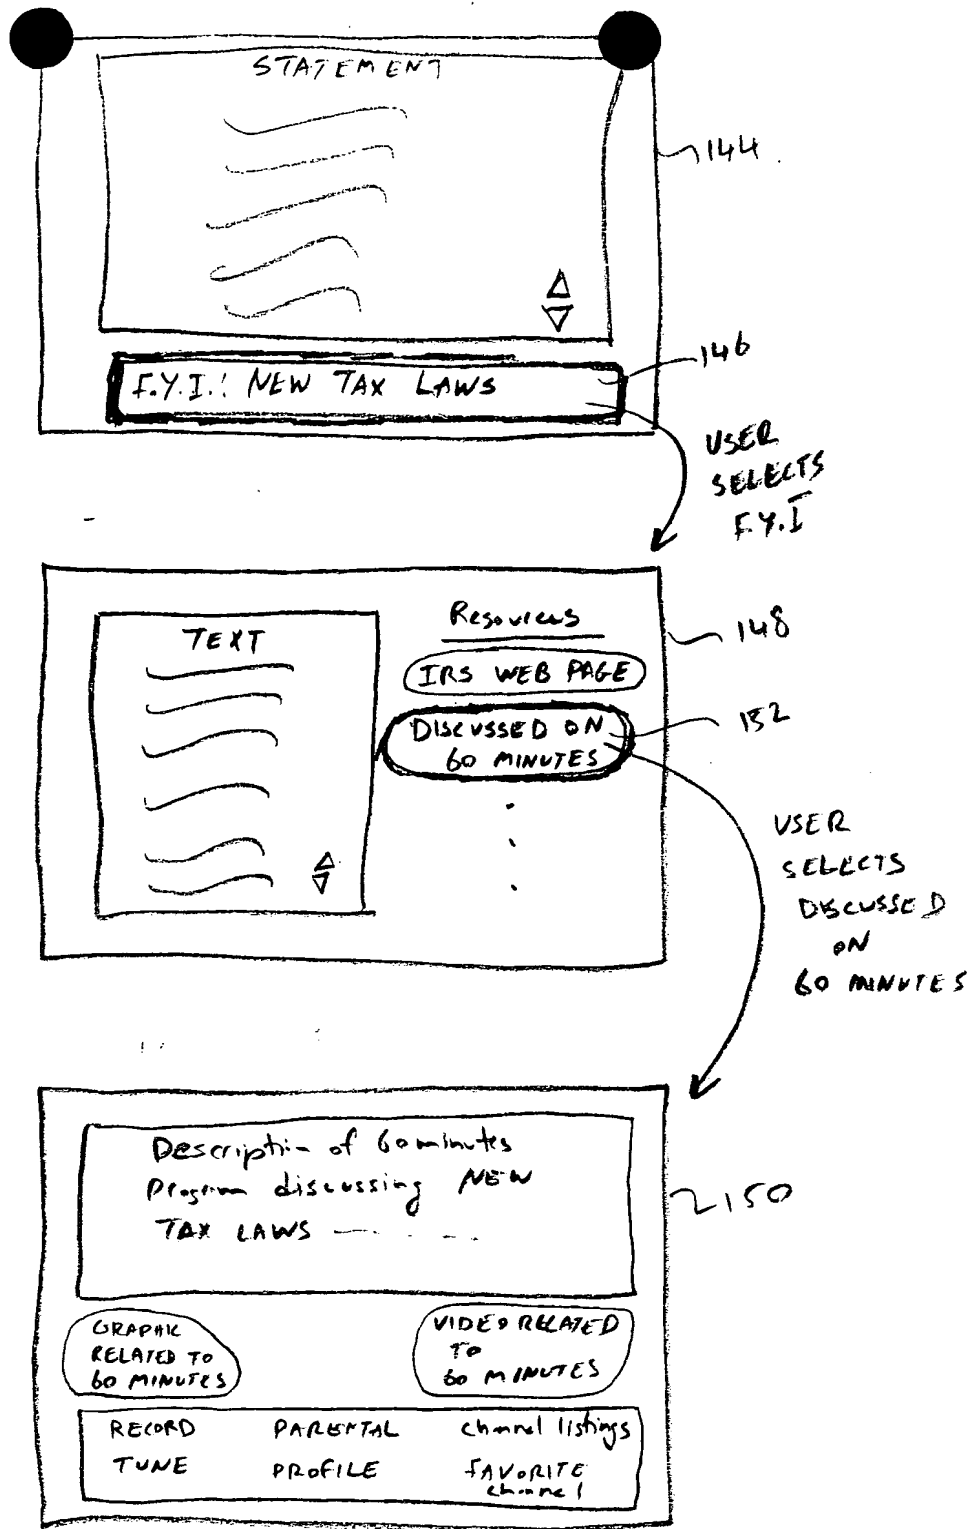 STATEMENT
144
F.Y.I.: NEW TAX LAWS
146
USER
SELECTS
F.Y.I
TEXT
Resources
IRS WEB PAGE
DISCUSSED ON
60 MINUTES
148
152
USER
SELECTS
DISCUSSED
ON
60 MINUTES
Description of 60 minutes
Program discussing NEW
TAX LAWS
150
GRAPHIC
RELATED TO
60 MINUTES
VIDEO RELATED
TO
60 MINUTES
RECORD PARENTAL channel listings
TUNE PROFILE FAVORITE
channel